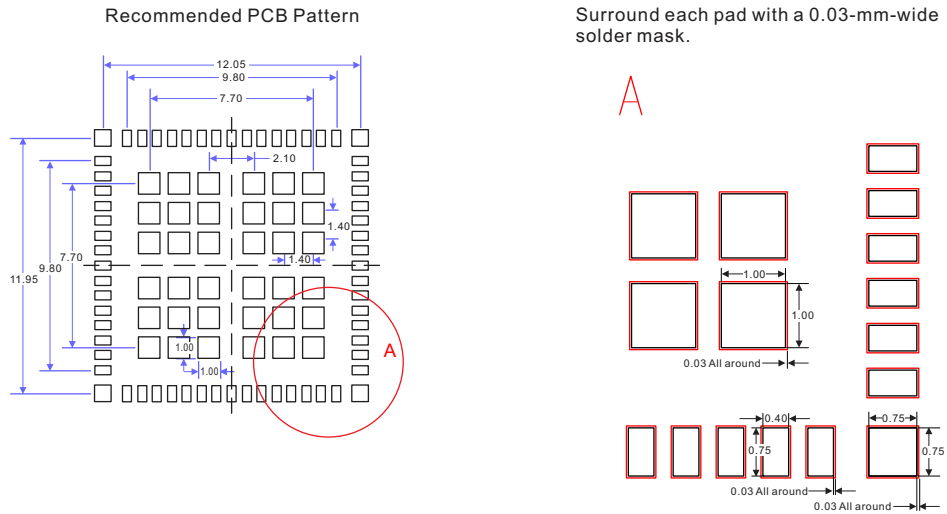 Recommended PCB Pattern
12.05
9.80
7.70
2.10
1.40
1.40
7.70
9.80
11.95
1.00
1.00
A
Surround each pad with a 0.03-mm-wide
solder mask.
A
1.00
1.00
0.03 All around
0.40
0.75
0.75
0.75
0.03 All around
0.03 All around